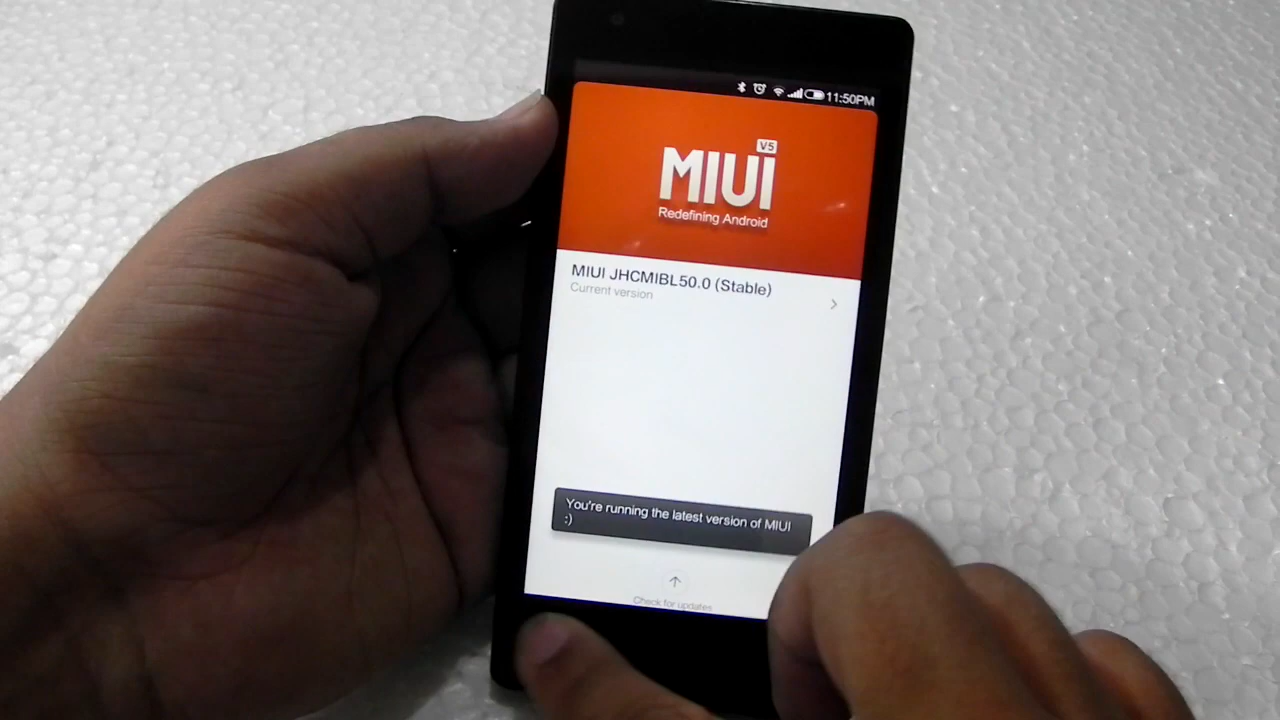 11:50PM
V5
MIUI
Redefining Android
MIUI JHCMIBL50.0 (Stable)
Current version
You're running the latest version of MIUI
:)
Check for updates